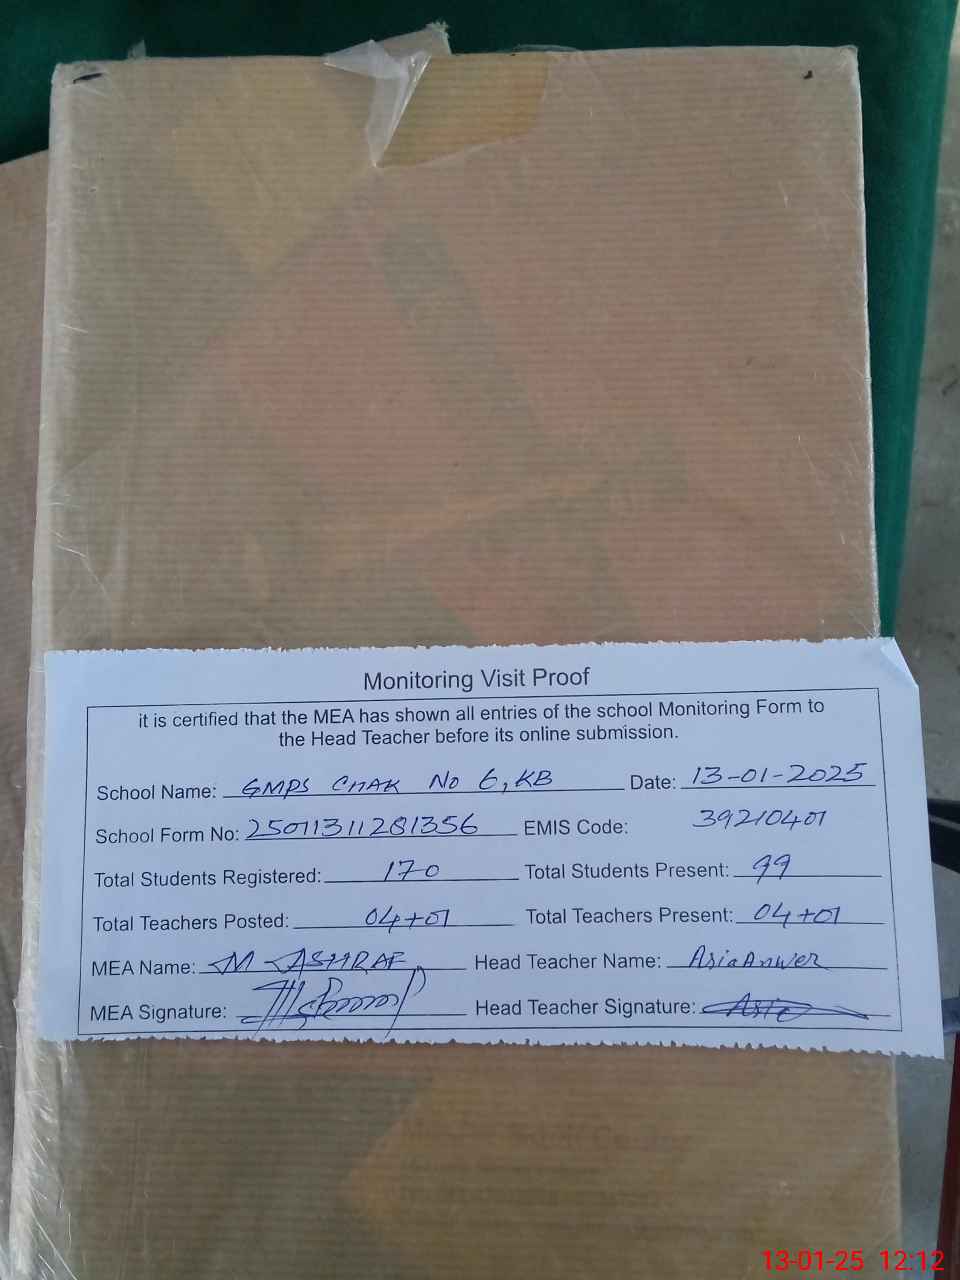 Monitoring Visit Proof
it is certified that the MEA has shown all entries of the school Monitoring Form to
the Head Teacher before its online submission.
School Name: GMPS CHAK No 6, KB Date: 13-01-2025
School Form No: 25011311281356 EMIS Code: 39210401
Total Students Registered: 170 Total Students Present: 99
Total Teachers Posted: 04+01 Total Teachers Present: 04+01
MEA Name: M ASHRAF Head Teacher Name: Asia Anwer
MEA Signature: Head Teacher Signature: Asia
13-01-25 12:12